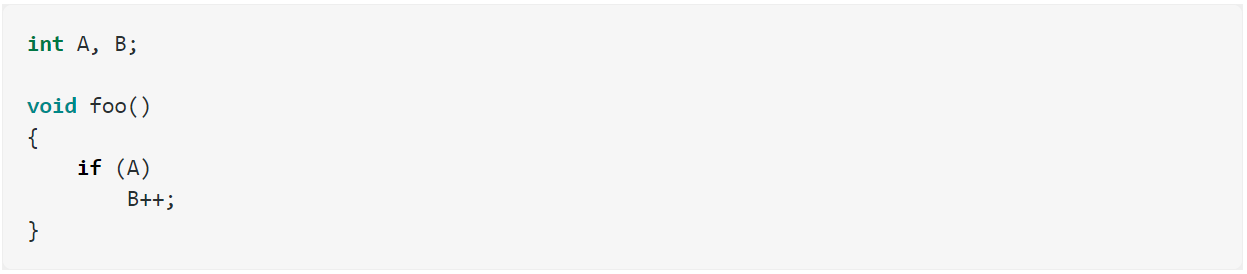 int A, B;

void foo()
{
    if (A)
        B++;
}